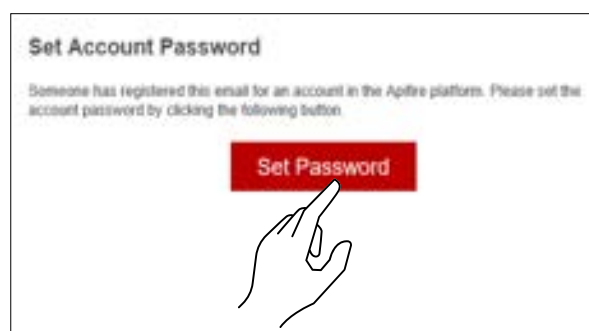 Set Account Password
Someone has registered this email for an account in the Apifire platform. Please set the
account password by clicking the following button
Set Password